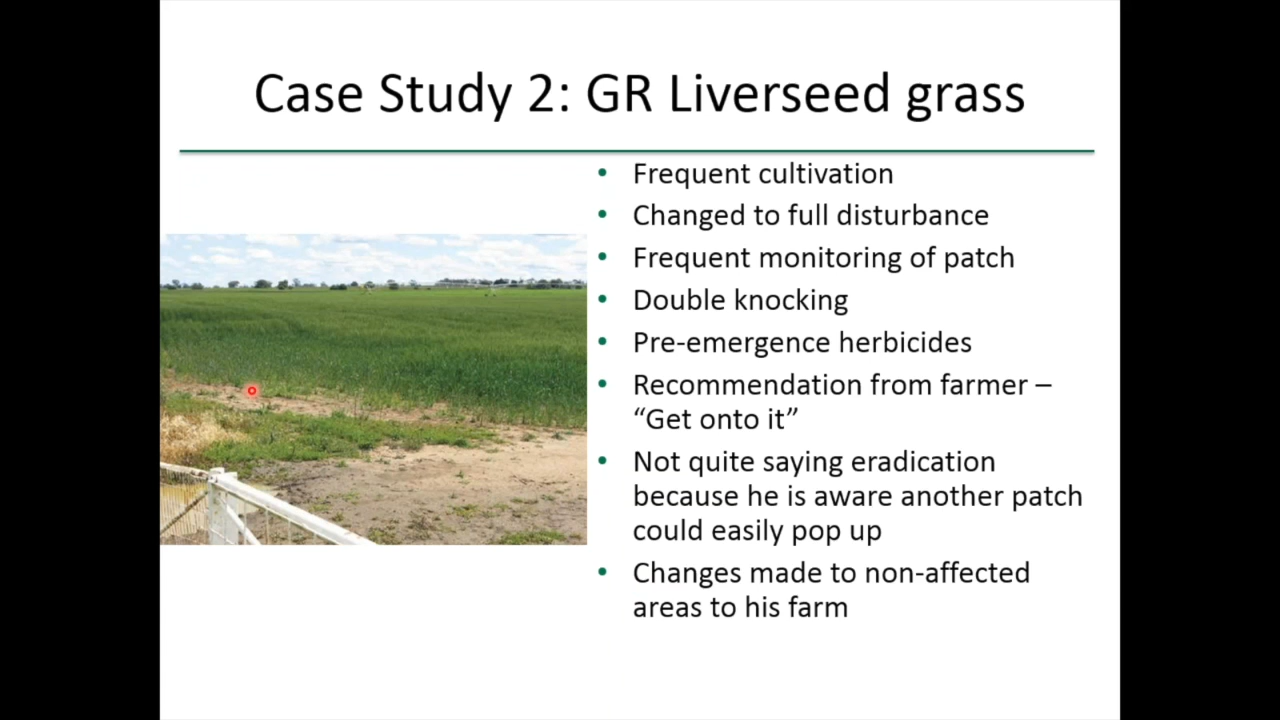 Case Study 2: GR Liverseed grass
• Frequent cultivation
• Changed to full disturbance
• Frequent monitoring of patch
• Double knocking
• Pre-emergence herbicides
• Recommendation from farmer –
“Get onto it”
• Not quite saying eradication
because he is aware another patch
could easily pop up
• Changes made to non-affected
areas to his farm